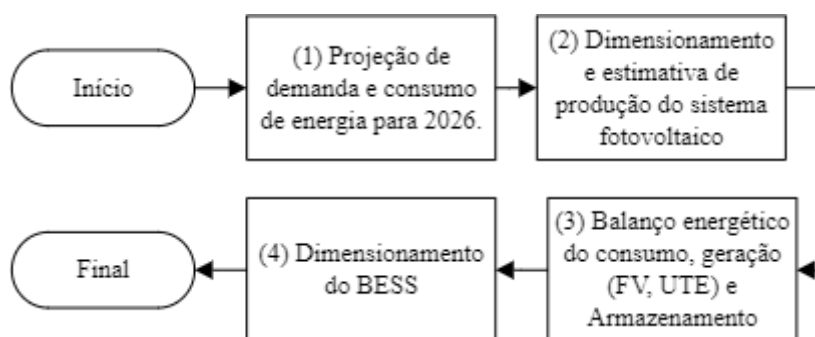 Início
(1) Projeção de
demanda e consumo
de energia para 2026.
(2) Dimensionamento
e estimativa de
produção do sistema
fotovoltaico
(3) Balanço energético
do consumo, geração
(FV, UTE) e
Armazenamento
(4) Dimensionamento
do BESS
Final